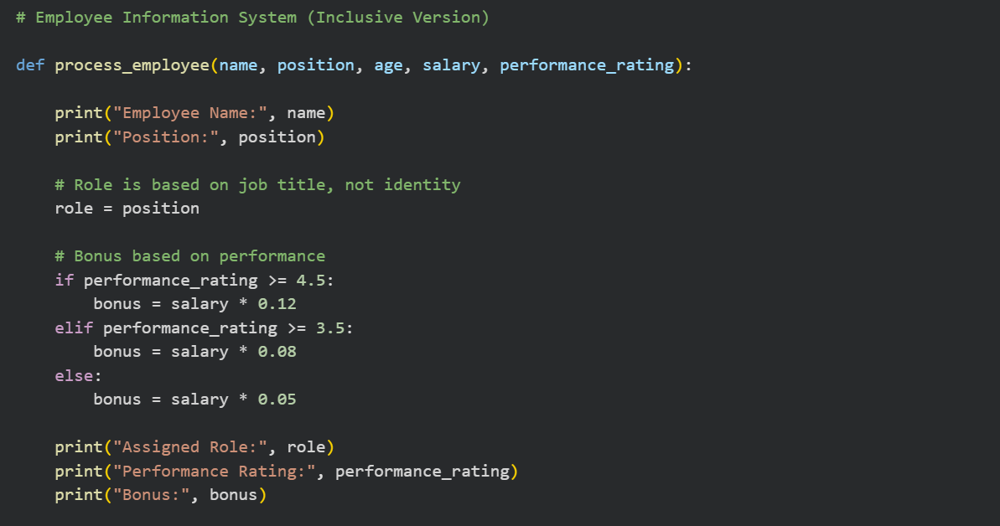 # Employee Information System (Inclusive Version)
def process_employee(name, position, age, salary, performance_rating):
    print("Employee Name:", name)
    print("Position:", position)
    # Role is based on job title, not identity
    role = position
    # Bonus based on performance
    if performance_rating >= 4.5:
        bonus = salary * 0.12
    elif performance_rating >= 3.5:
        bonus = salary * 0.08
    else:
        bonus = salary * 0.05
    print("Assigned Role:", role)
    print("Performance Rating:", performance_rating)
    print("Bonus:", bonus)